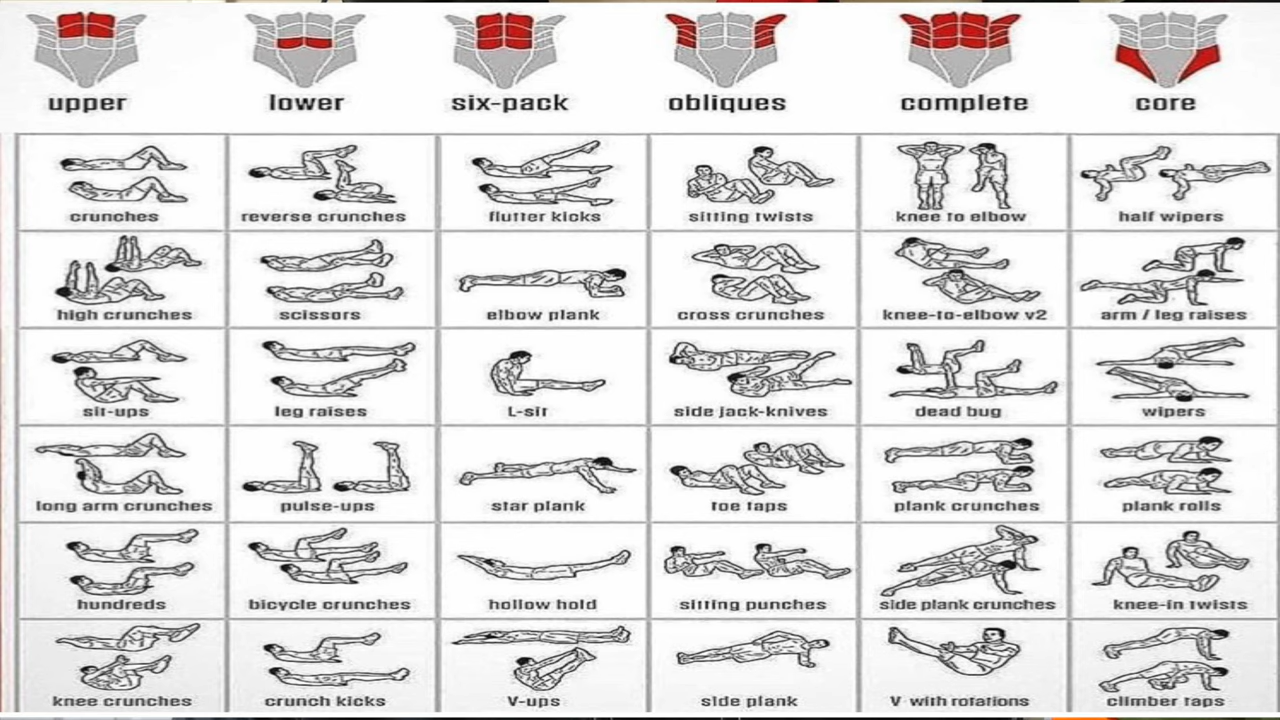 upper lower six-pack obliques complete core
crunches reverse crunches flutter kicks sitting twists knee to elbow half wipers
high crunches scissors elbow plank cross crunches knee-to-elbow v2 arm / leg raises
sit-ups leg raises L-sit side jack-knives dead bug wipers
long arm crunches pulse-ups star plank toe taps plank crunches plank rolls
hundreds bicycle crunches hollow hold sitting punches side plank crunches knee-in twists
knee crunches crunch kicks V-ups side plank V with rotations climber taps